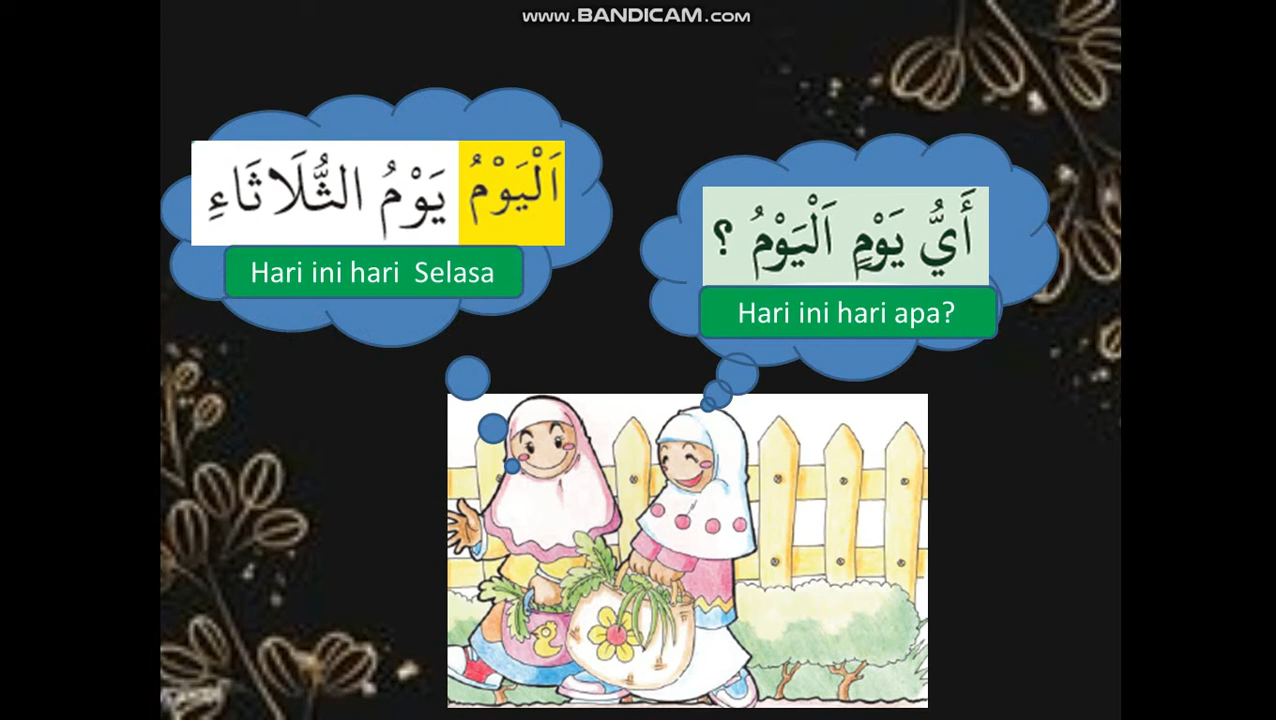 www.BANDICAM.com
اَلْيَوْمُ يَوْمُ الثُّلَاثَاءِ
Hari ini hari Selasa
أَيُّ يَوْمٍ اَلْيَوْمُ ؟
Hari ini hari apa?